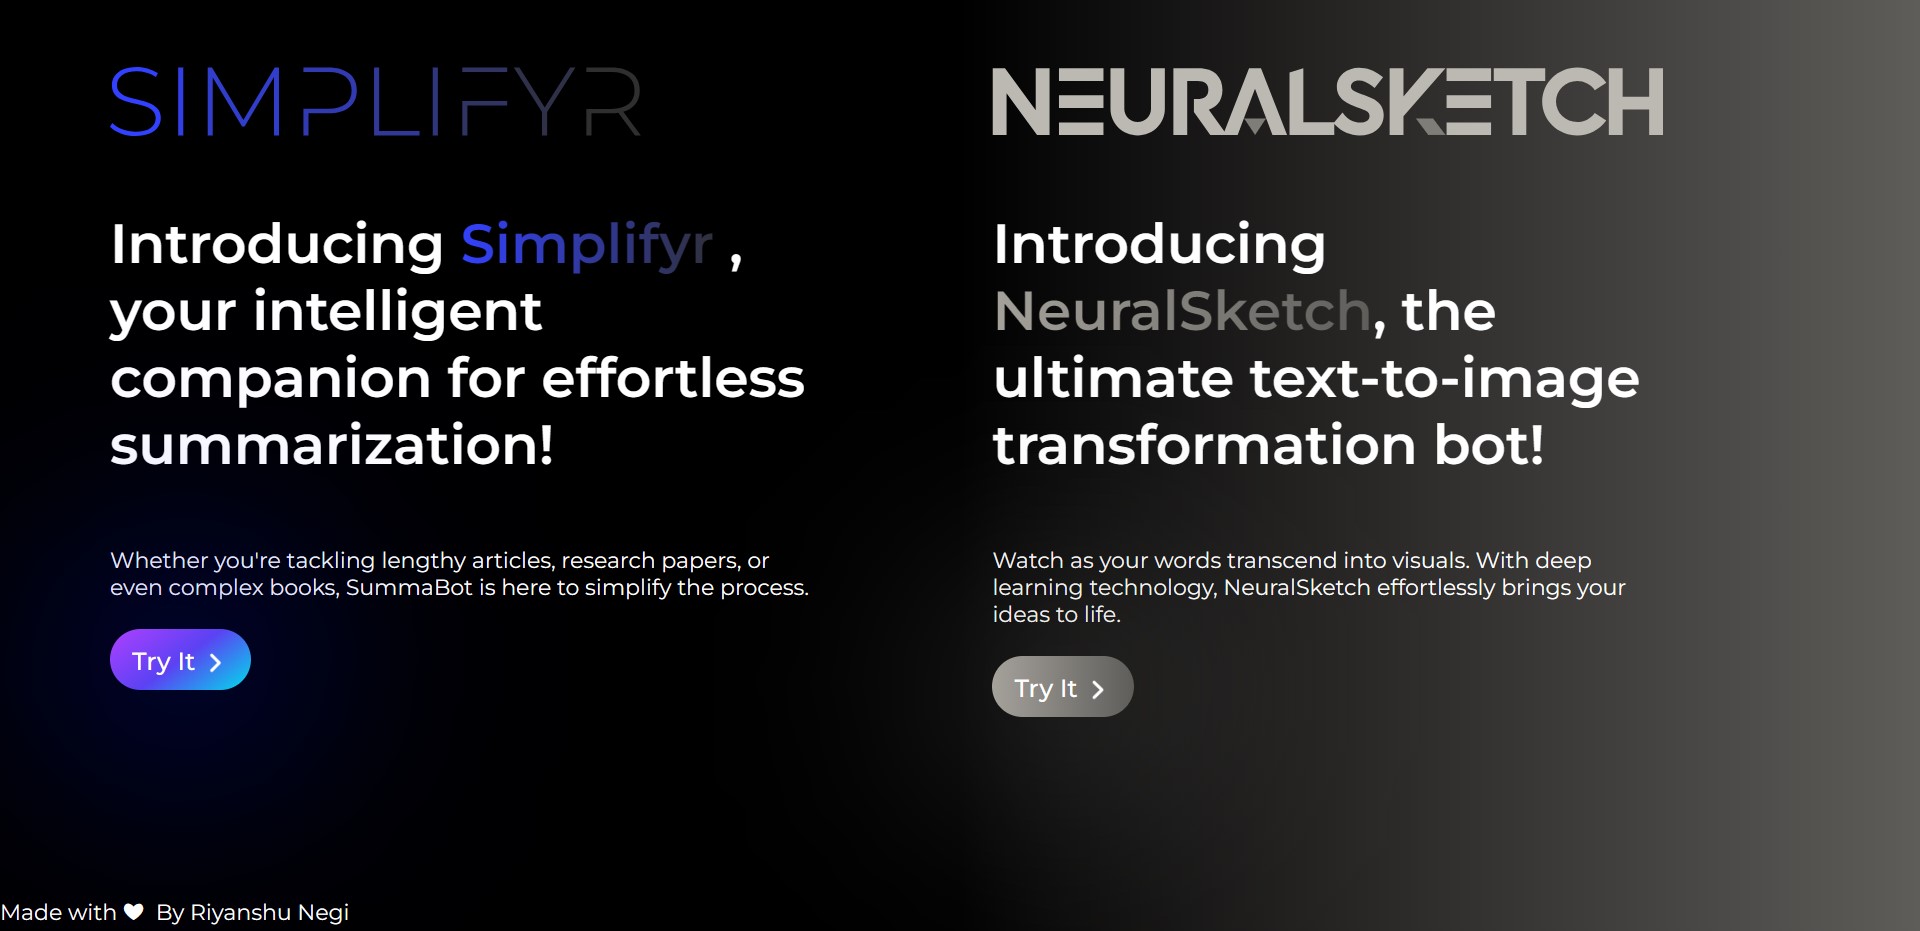 SIMPLIFYR
Introducing Simplifyr ,
your intelligent
companion for effortless
summarization!
Whether you're tackling lengthy articles, research papers, or
even complex books, SummaBot is here to simplify the process.
Try It
NEURALSKETCH
Introducing
NeuralSketch, the
ultimate text-to-image
transformation bot!
Watch as your words transcend into visuals. With deep
learning technology, NeuralSketch effortlessly brings your
ideas to life.
Try It
Made with ❤ By Riyanshu Negi